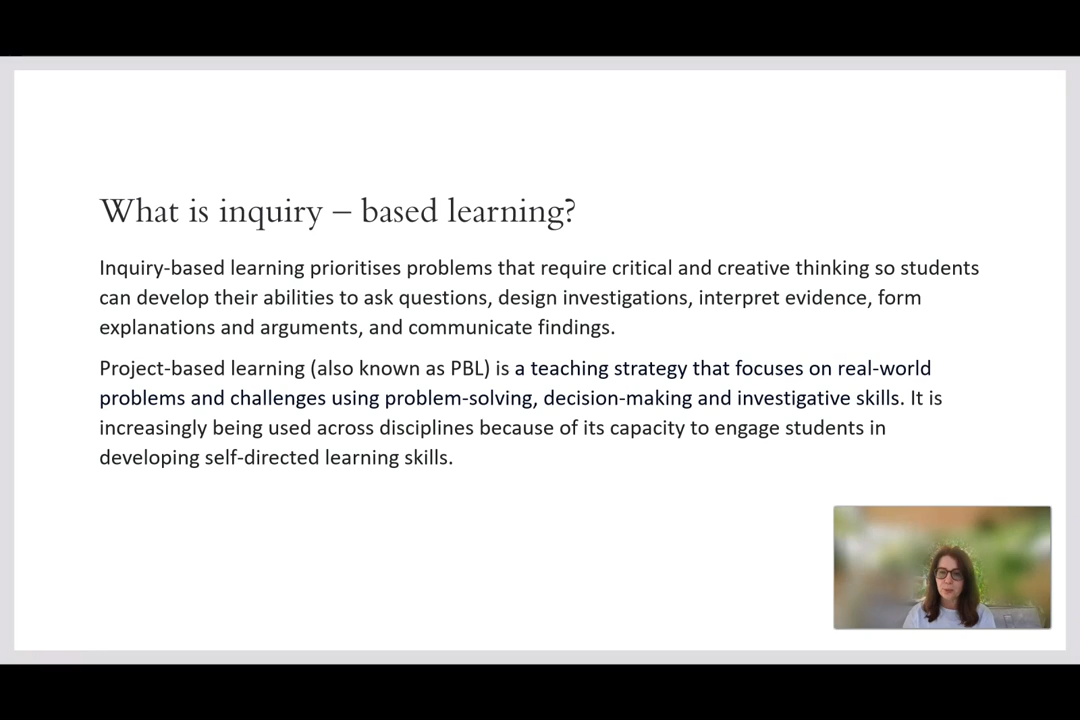 What is inquiry – based learning?
Inquiry-based learning prioritises problems that require critical and creative thinking so students
can develop their abilities to ask questions, design investigations, interpret evidence, form
explanations and arguments, and communicate findings.
Project-based learning (also known as PBL) is a teaching strategy that focuses on real-world
problems and challenges using problem-solving, decision-making and investigative skills. It is
increasingly being used across disciplines because of its capacity to engage students in
developing self-directed learning skills.